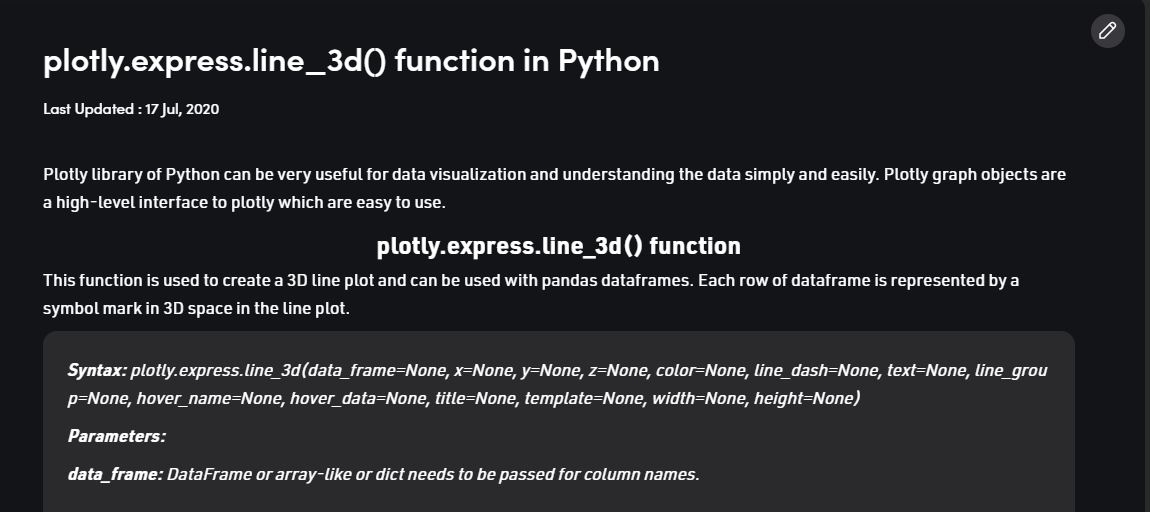 plotly.express.line_3d() function in Python
Last Updated : 17 Jul, 2020
Plotly library of Python can be very useful for data visualization and understanding the data simply and easily. Plotly graph objects are
a high-level interface to plotly which are easy to use.
plotly.express.line_3d() function
This function is used to create a 3D line plot and can be used with pandas dataframes. Each row of dataframe is represented by a
symbol mark in 3D space in the line plot.
Syntax: plotly.express.line_3d(data_frame=None, x=None, y=None, z=None, color=None, line_dash=None, text=None, line_grou
p=None, hover_name=None, hover_data=None, title=None, template=None, width=None, height=None)
Parameters:
data_frame: DataFrame or array-like or dict needs to be passed for column names.